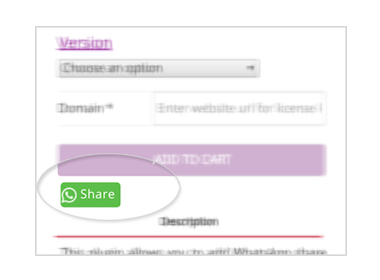 Version
Choose an option
Domain *
Enter website url for license
ADD TO CART
Share
Description
This plugin allows you to add WhatsApp share